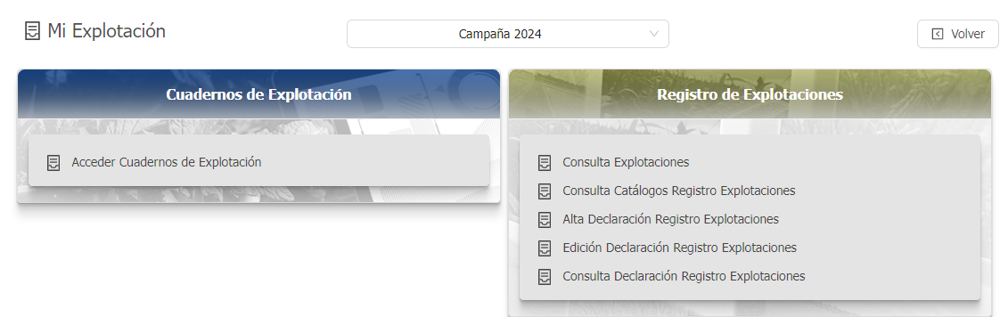 Mi Explotación
Campaña 2024
Volver
Cuadernos de Explotación
Acceder Cuadernos de Explotación
Registro de Explotaciones
Consulta Explotaciones
Consulta Catálogos Registro Explotaciones
Alta Declaración Registro Explotaciones
Edición Declaración Registro Explotaciones
Consulta Declaración Registro Explotaciones